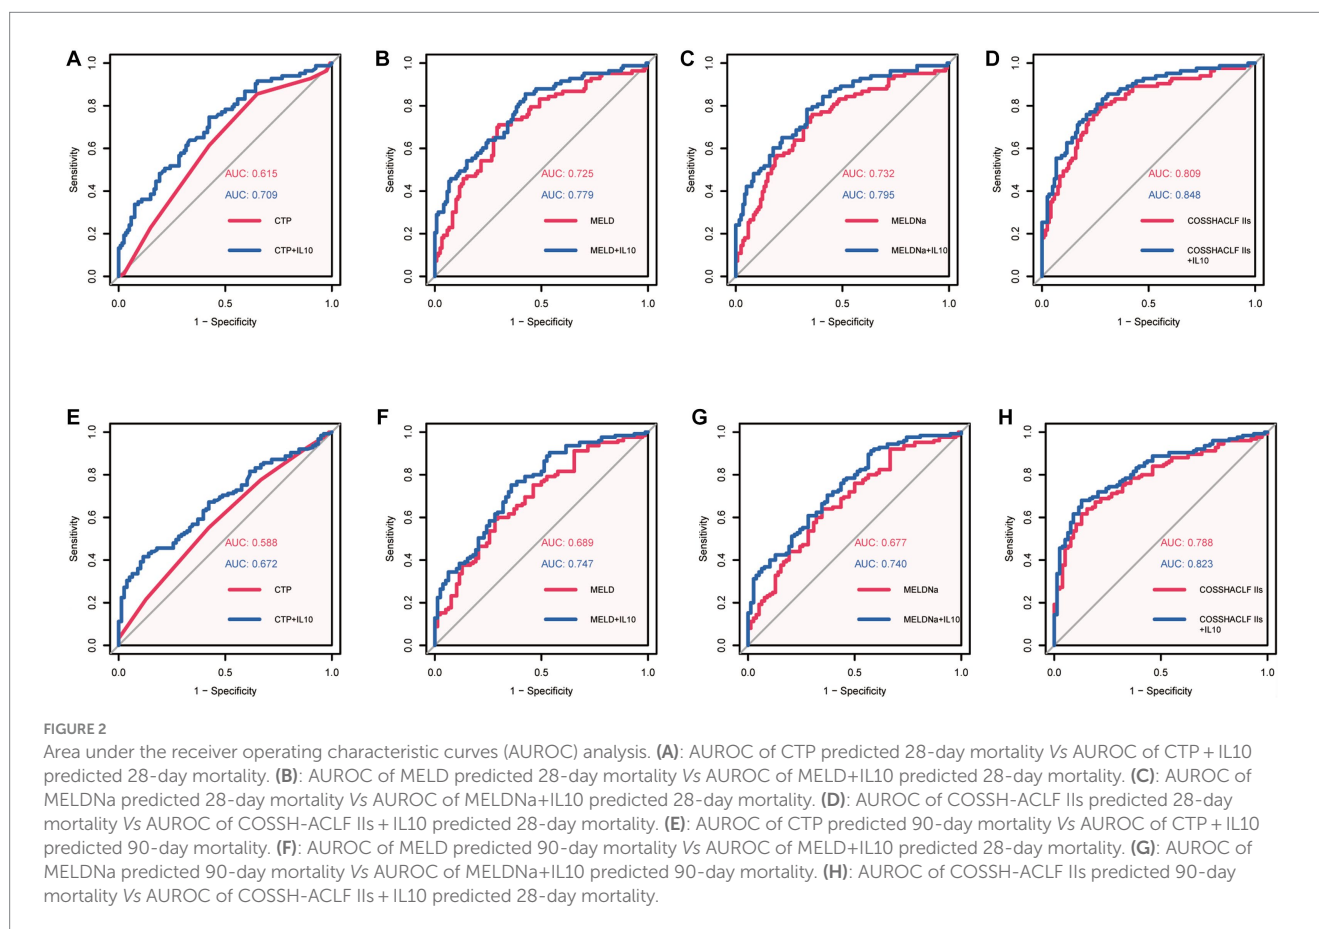 A
1.0
0.8
0.6
0.4
0.2
0.0
Sensitivity
AUC: 0.615
AUC: 0.709
CTP
CTP+IL10
0.0 0.5 1.0
1 − Specificity
B
1.0
0.8
0.6
0.4
0.2
0.0
Sensitivity
AUC: 0.725
AUC: 0.779
MELD
MELD+IL10
0.0 0.5 1.0
1 − Specificity
C
1.0
0.8
0.6
0.4
0.2
0.0
Sensitivity
AUC: 0.732
AUC: 0.795
MELDNa
MELDNa+IL10
0.0 0.5 1.0
1 − Specificity
D
1.0
0.8
0.6
0.4
0.2
0.0
Sensitivity
AUC: 0.809
AUC: 0.848
COSSHACLF IIs
COSSHACLF IIs
+IL10
0.0 0.5 1.0
1 − Specificity
E
1.0
0.8
0.6
0.4
0.2
0.0
Sensitivity
AUC: 0.588
AUC: 0.672
CTP
CTP+IL10
0.0 0.5 1.0
1 − Specificity
F
1.0
0.8
0.6
0.4
0.2
0.0
Sensitivity
AUC: 0.689
AUC: 0.747
MELD
MELD+IL10
0.0 0.5 1.0
1 − Specificity
G
1.0
0.8
0.6
0.4
0.2
0.0
Sensitivity
AUC: 0.677
AUC: 0.740
MELDNa
MELDNa+IL10
0.0 0.5 1.0
1 − Specificity
H
1.0
0.8
0.6
0.4
0.2
0.0
Sensitivity
AUC: 0.788
AUC: 0.823
COSSHACLF IIs
COSSHACLF IIs
+IL10
0.0 0.5 1.0
1 − Specificity
FIGURE 2
Area under the receiver operating characteristic curves (AUROC) analysis. (A): AUROC of CTP predicted 28-day mortality Vs AUROC of CTP + IL10
predicted 28-day mortality. (B): AUROC of MELD predicted 28-day mortality Vs AUROC of MELD+IL10 predicted 28-day mortality. (C): AUROC of
MELDNa predicted 28-day mortality Vs AUROC of MELDNa+IL10 predicted 28-day mortality. (D): AUROC of COSSH-ACLF IIs predicted 28-day
mortality Vs AUROC of COSSH-ACLF IIs + IL10 predicted 28-day mortality. (E): AUROC of CTP predicted 90-day mortality Vs AUROC of CTP + IL10
predicted 90-day mortality. (F): AUROC of MELD predicted 90-day mortality Vs AUROC of MELD+IL10 predicted 28-day mortality. (G): AUROC of
MELDNa predicted 90-day mortality Vs AUROC of MELDNa+IL10 predicted 90-day mortality. (H): AUROC of COSSH-ACLF IIs predicted 90-day
mortality Vs AUROC of COSSH-ACLF IIs + IL10 predicted 28-day mortality.